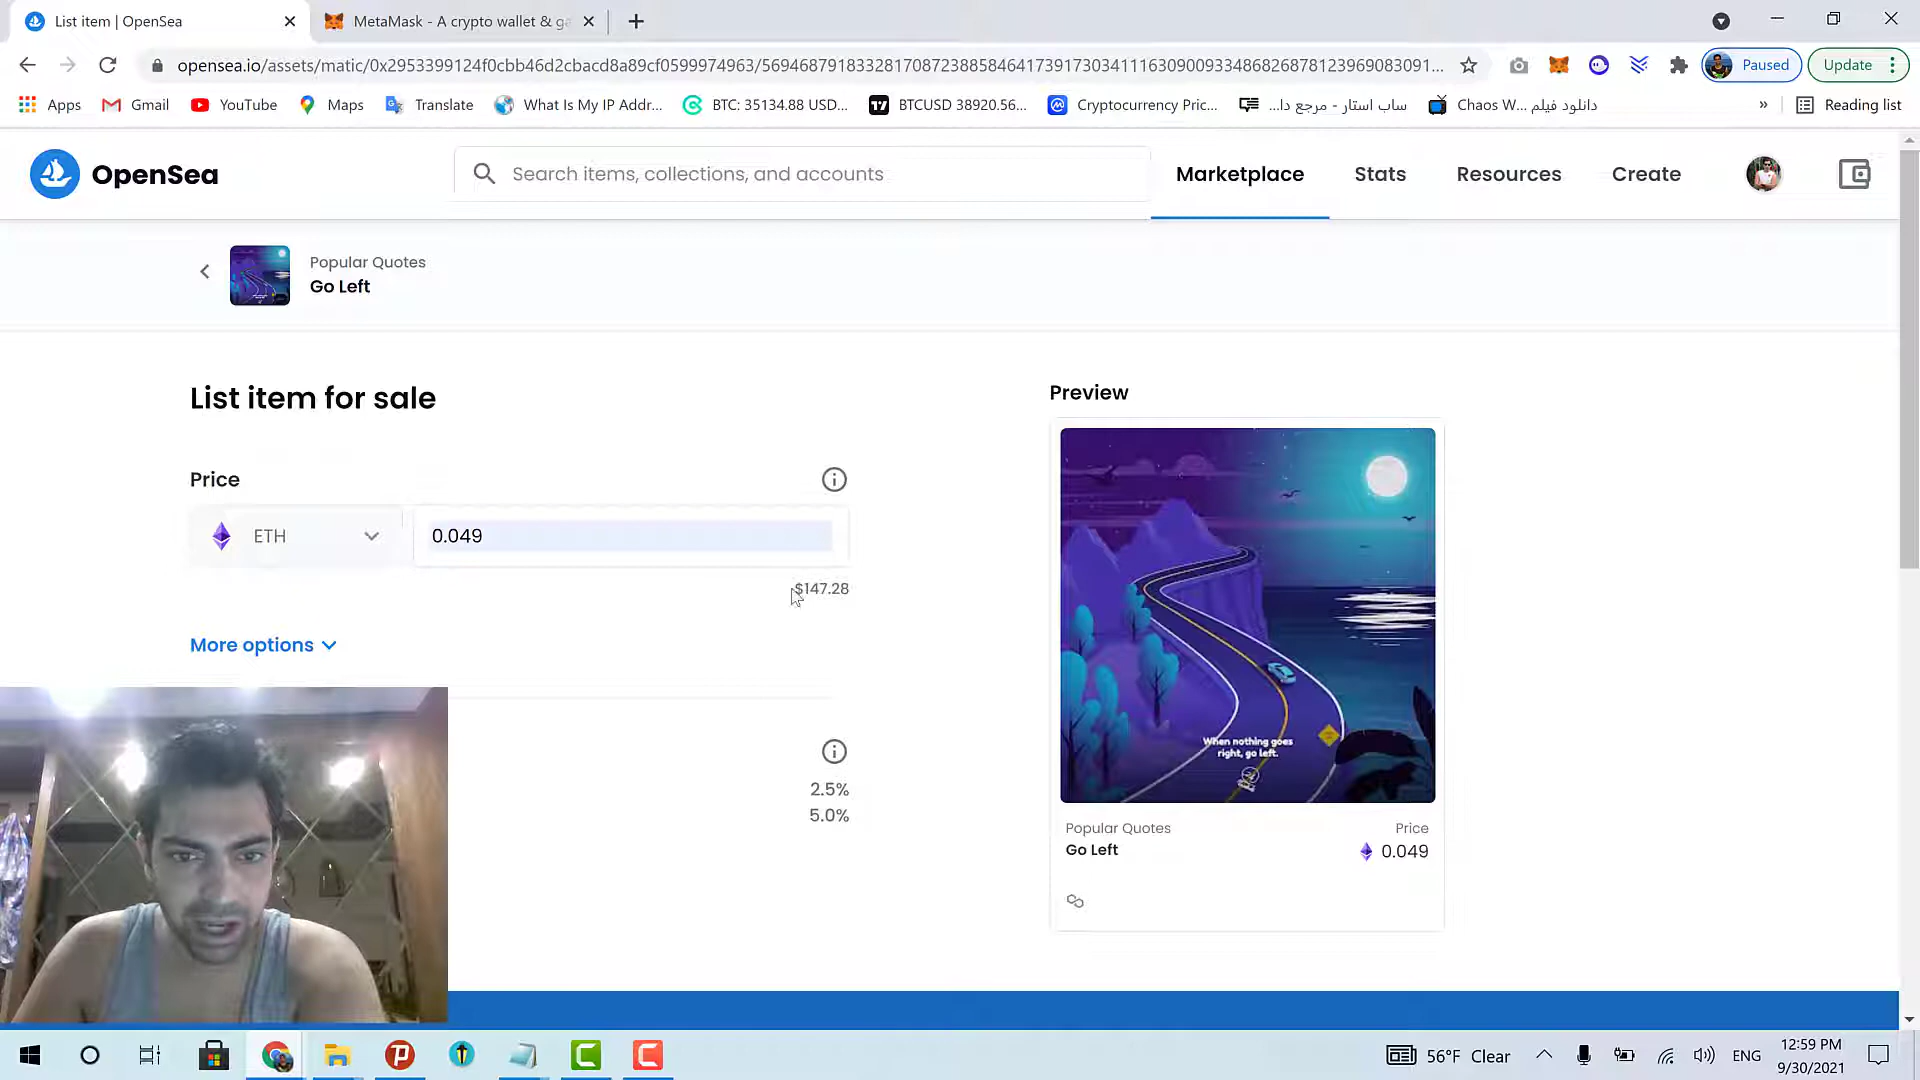 List item | OpenSea
MetaMask - A crypto wallet & ga
opensea.io/assets/matic/0x2953399124f0cbb46d2cbacd8a89cf0599974963/56946879183328170872388584641739173034111630900933486826878123969083091...
Paused
Update
Apps
Gmail
YouTube
Maps
Translate
What Is My IP Addr...
BTC: 35134.88 USD...
BTCUSD 38920.56...
Cryptocurrency Pric...
ساب استار - مرجع دا...
Chaos W... دانلود فیلم
»
Reading list
OpenSea
Search items, collections, and accounts
Marketplace
Stats
Resources
Create
Popular Quotes
Go Left
List item for sale
Price
ETH
0.049
$147.28
More options
2.5%
5.0%
Preview
When nothing goes
right, go left.
Popular Quotes
Price
Go Left
0.049
56°F Clear
ENG
12:59 PM
9/30/2021